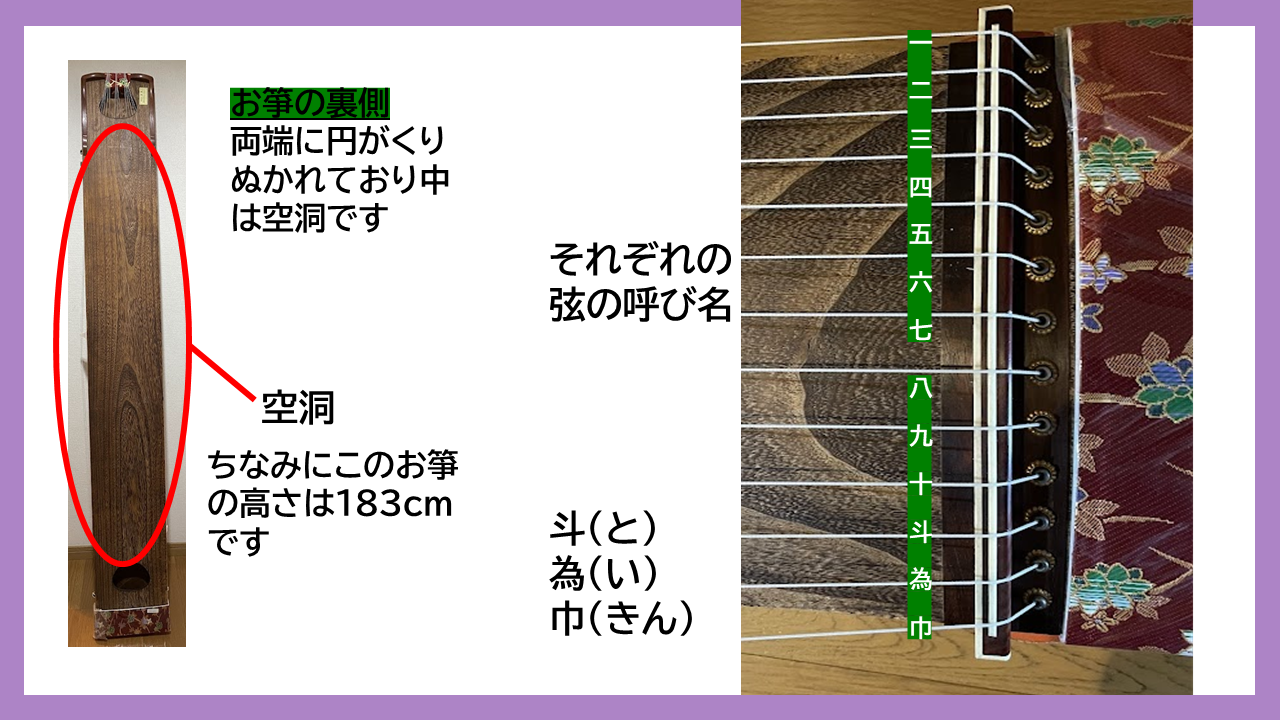 お箏の裏側
両端に円がくり
ぬかれており中
は空洞です
空洞
ちなみにこのお箏
の高さは183cm
です
それぞれの
弦の呼び名
斗（と）
為（い）
巾（きん）
一
二
三
四
五
六
七
八
九
十
斗
為
巾